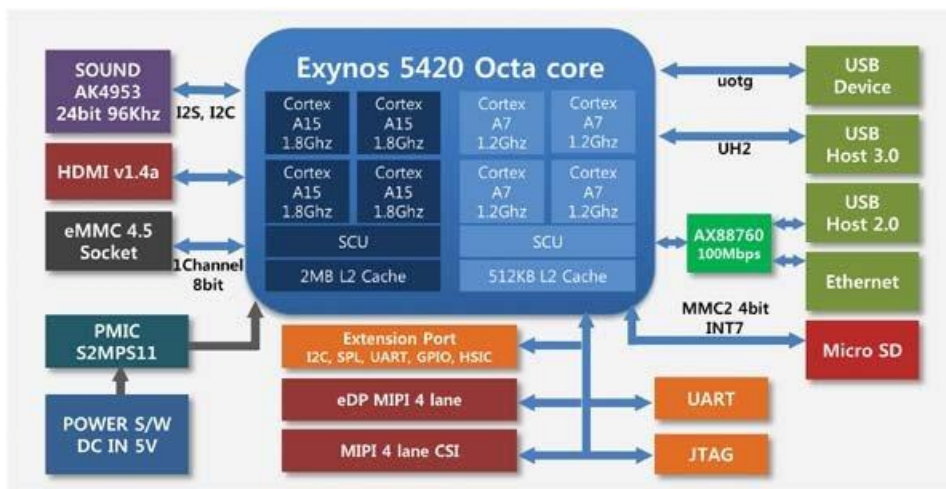 Exynos 5420 Octa core
SOUND
AK4953
24bit 96Khz
I2S, I2C
HDMI v1.4a
eMMC 4.5
Socket
1Channel
8bit
PMIC
S2MPS11
POWER S/W
DC IN 5V
Cortex
A15
1.8Ghz
Cortex
A15
1.8Ghz
Cortex
A7
1.2Ghz
Cortex
A7
1.2Ghz
Cortex
A15
1.8Ghz
Cortex
A15
1.8Ghz
Cortex
A7
1.2Ghz
Cortex
A7
1.2Ghz
SCU
SCU
2MB L2 Cache
512KB L2 Cache
uotg
USB
Device
UH2
USB
Host 3.0
USB
Host 2.0
AX88760
100Mbps
Ethernet
MMC2 4bit
INT7
Micro SD
Extension Port
I2C, SPL, UART, GPIO, HSIC
eDP MIPI 4 lane
MIPI 4 lane CSI
UART
JTAG